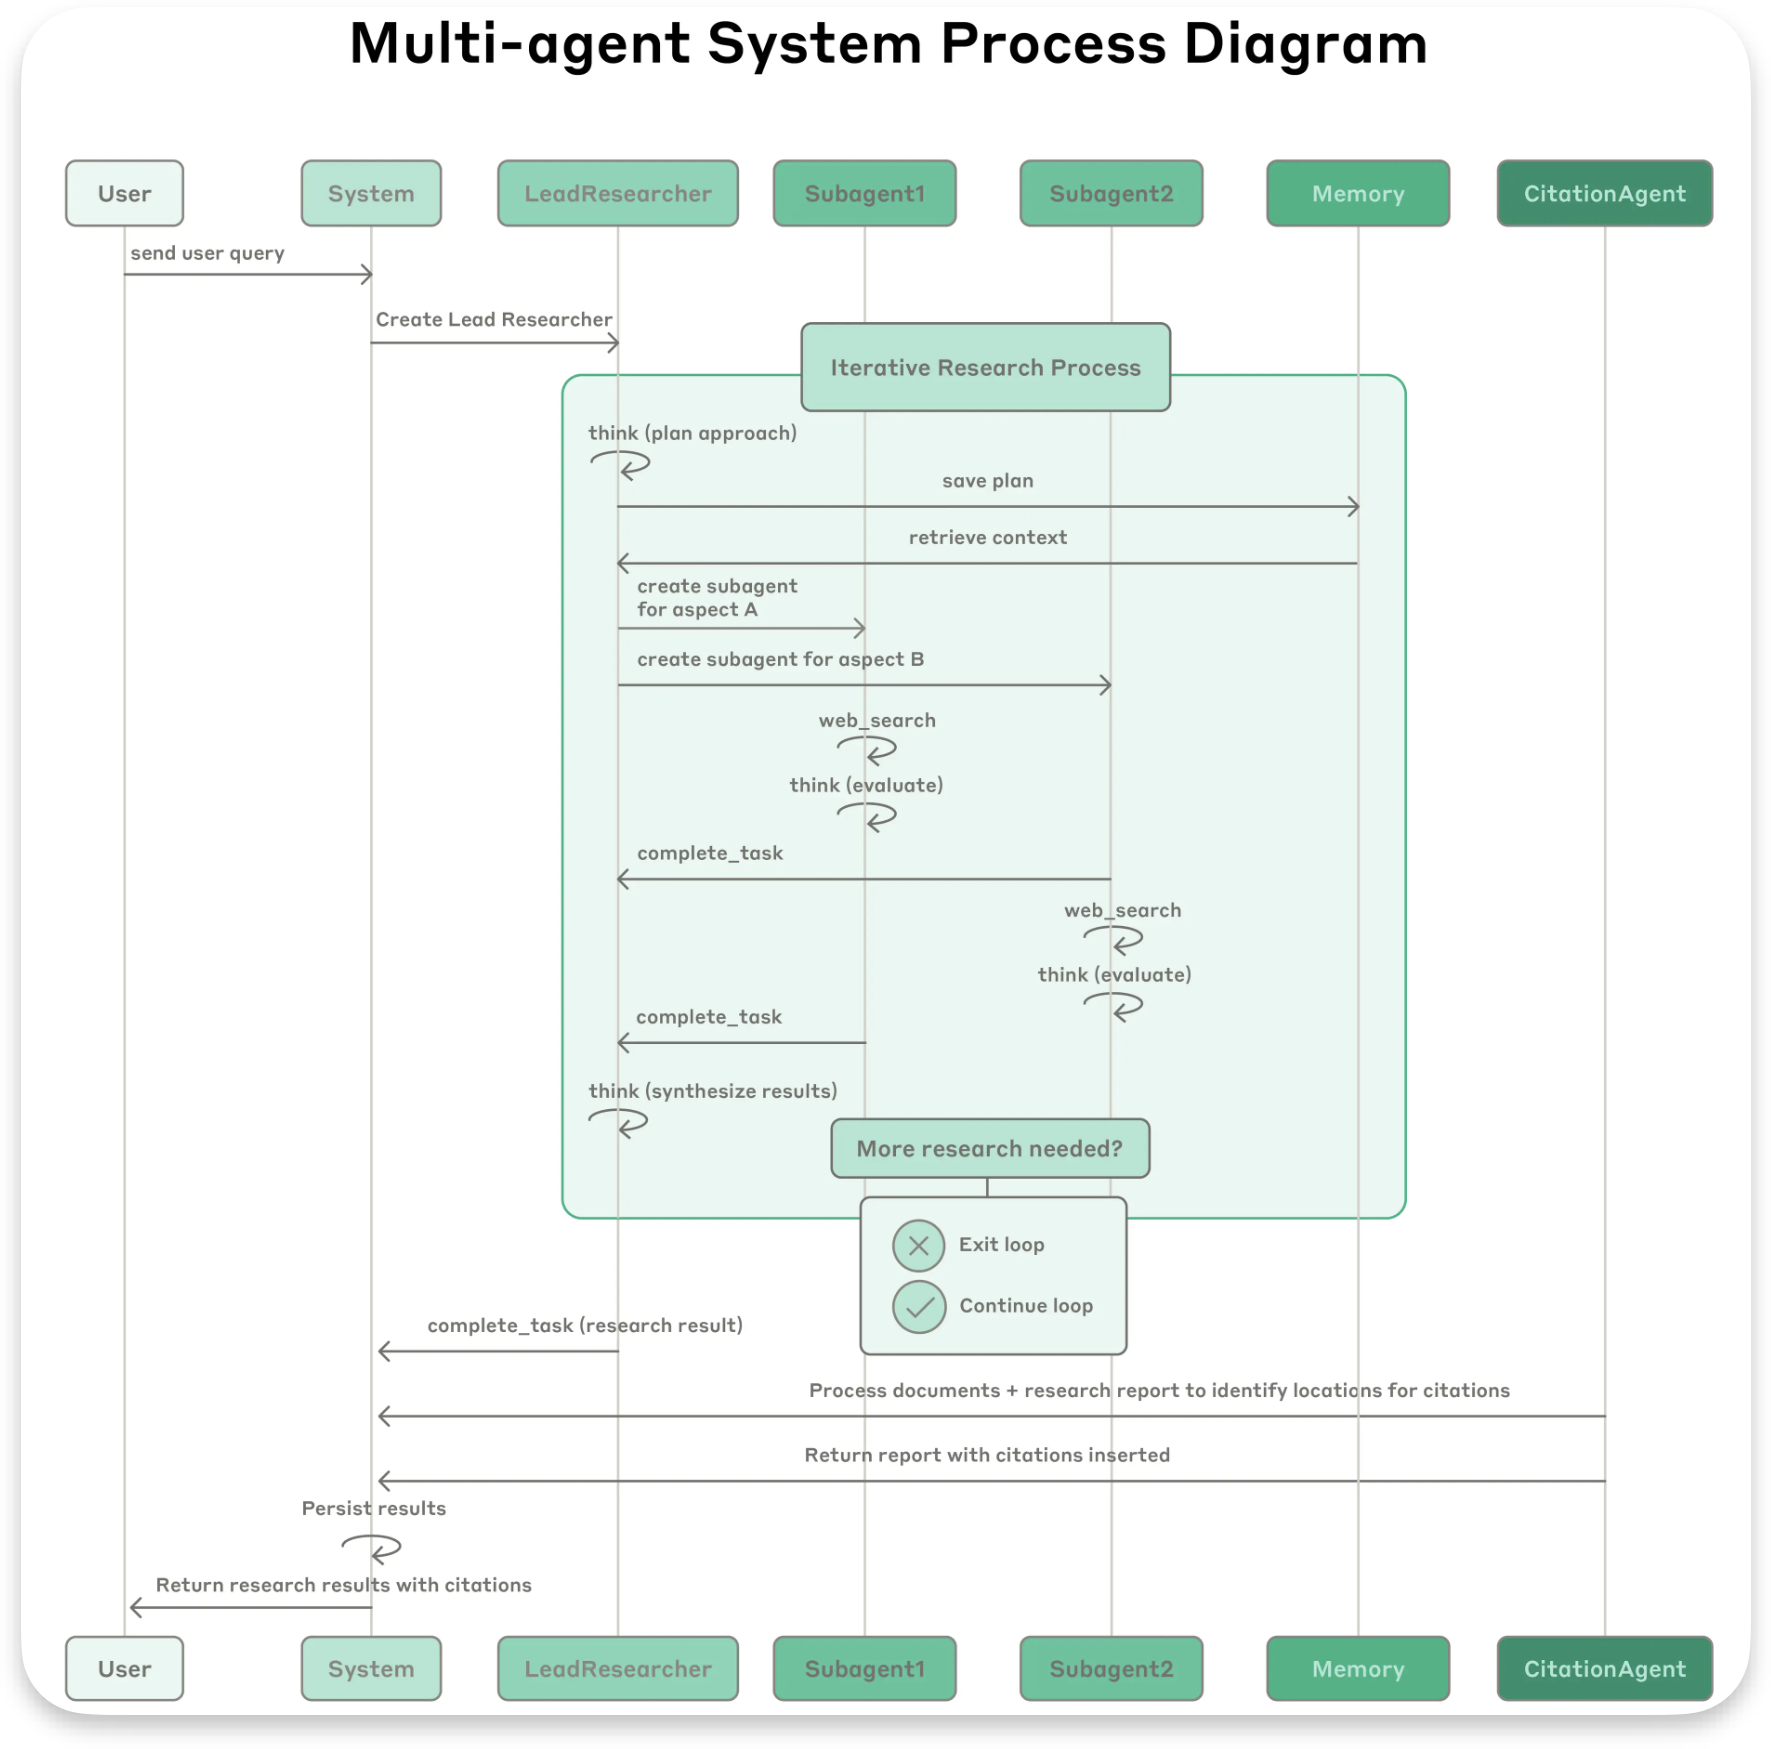 Multi-agent System Process Diagram
User
System
LeadResearcher
Subagent1
Subagent2
Memory
CitationAgent
send user query
Create Lead Researcher
Iterative Research Process
think (plan approach)
save plan
retrieve context
create subagent
for aspect A
create subagent for aspect B
web_search
think (evaluate)
complete_task
web_search
think (evaluate)
complete_task
think (synthesize results)
More research needed?
Exit loop
Continue loop
complete_task (research result)
Process documents + research report to identify locations for citations
Return report with citations inserted
Persist results
Return research results with citations
User
System
LeadResearcher
Subagent1
Subagent2
Memory
CitationAgent